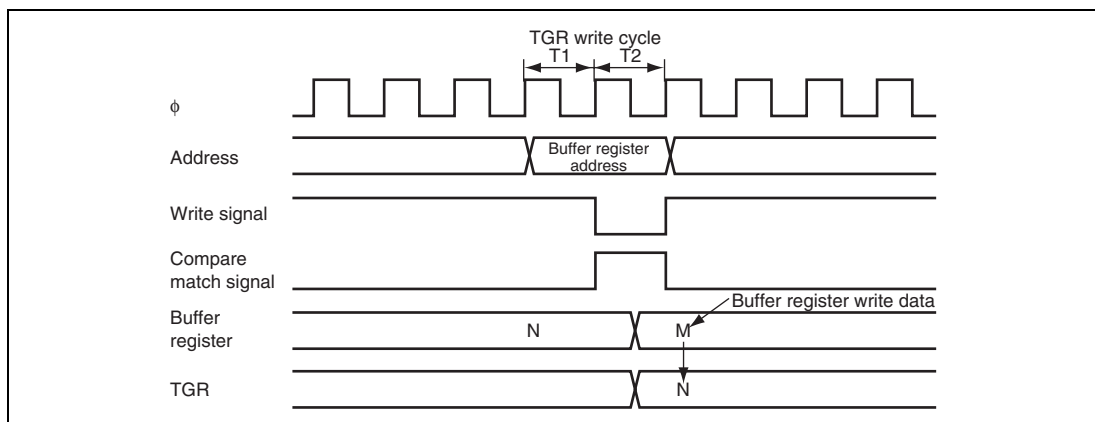 TGR write cycle
T1 T2
ϕ
Address
Buffer register
address
Write signal
Compare
match signal
Buffer register write data
Buffer
register
N M
TGR
N